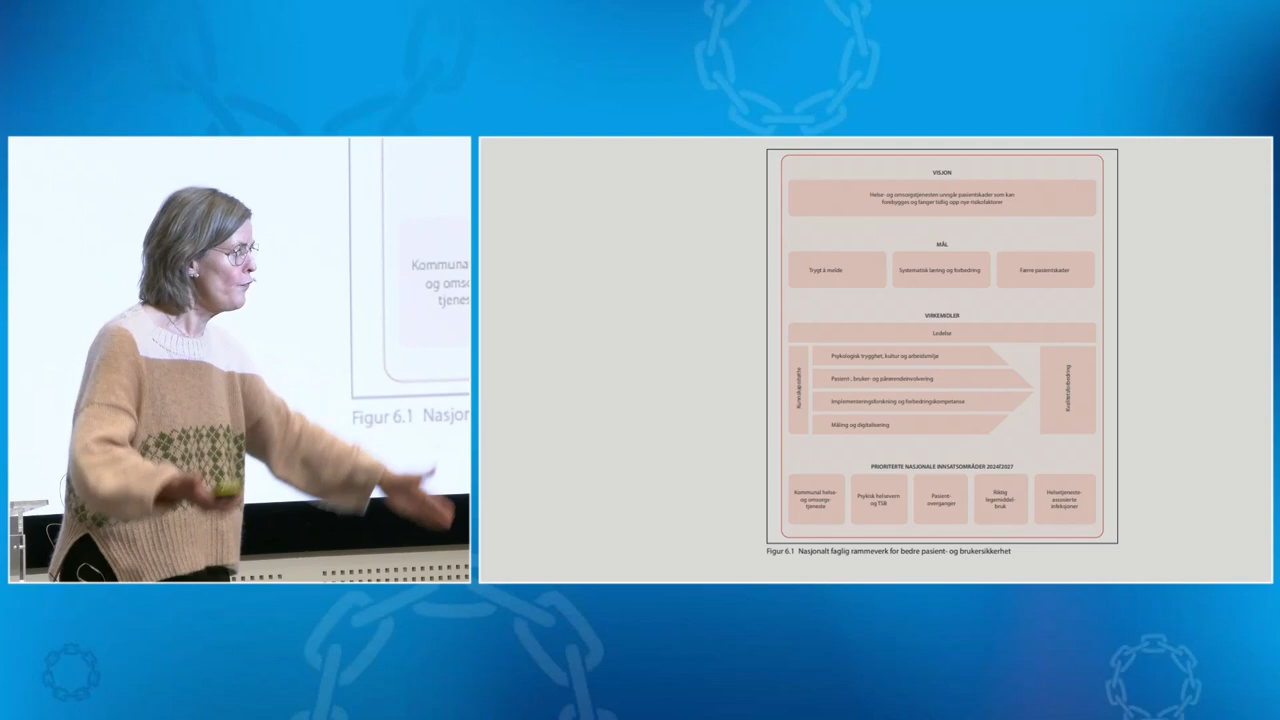 Kommuna
og omso
tjenes
Figur 6.1 Nasjor
VISJON
Helse- og omsorgstjenesten unngår pasientskader som kan
forebygges og fanger tidlig opp nye risikofaktorer
MÅL
Trygt å melde
Systematisk læring og forbedring
Færre pasientskader
VIRKEMIDLER
Ledelse
Kunnskapsstøtte
Psykologisk trygghet, kultur og arbeidsmiljø
Pasient-, bruker- og pårørendeinvolvering
Implementeringsforskning og forbedringskompetanse
Måling og digitalisering
Kvalitetsforbedring
PRIORITERTE NASJONALE INNSATSOMRÅDER 2024–2027
Kommunal helse-
og omsorgs-
tjeneste
Psykisk helsevern
og TSB
Pasient-
overganger
Riktig
legemiddel-
bruk
Helsetjeneste-
assosierte
infeksjoner
Figur 6.1 Nasjonalt faglig rammeverk for bedre pasient- og brukersikkerhet